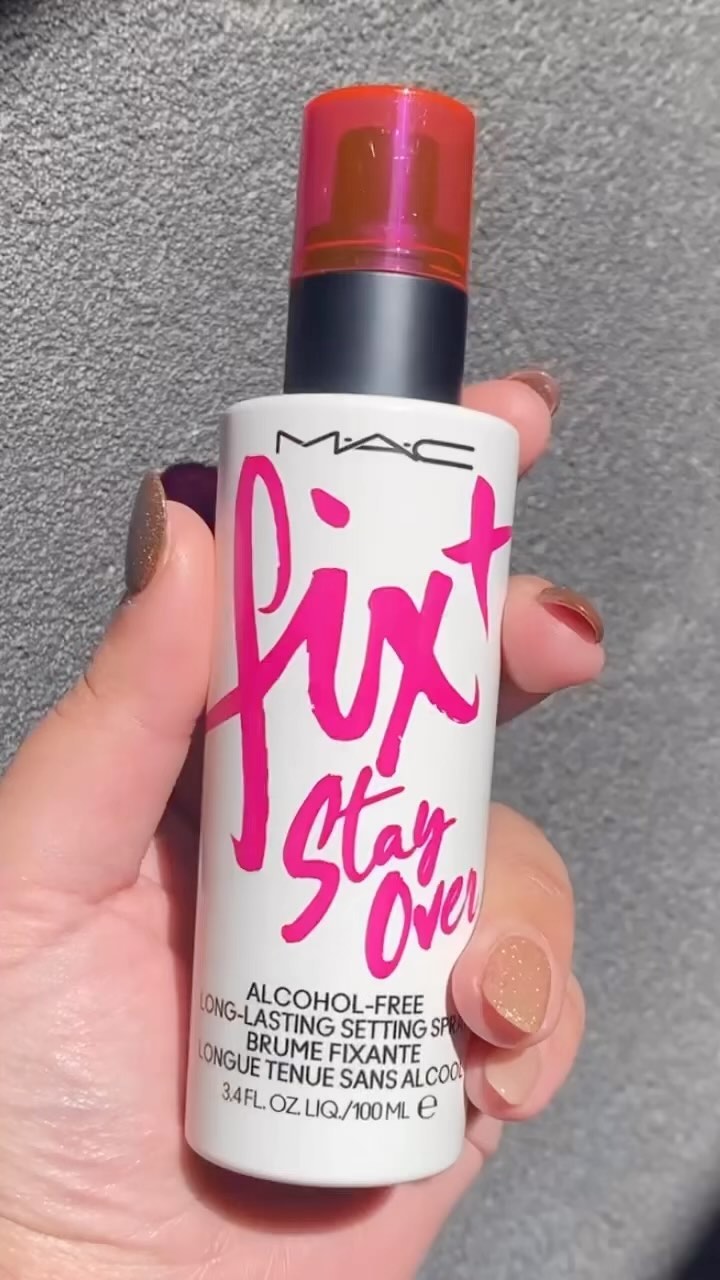 M·A·C
fix+
Stay
Over
ALCOHOL-FREE
LONG-LASTING SETTING SPRA
BRUME FIXANTE
LONGUE TENUE SANS ALCOOL
3.4 FL. OZ. LIQ./100 ML ℮